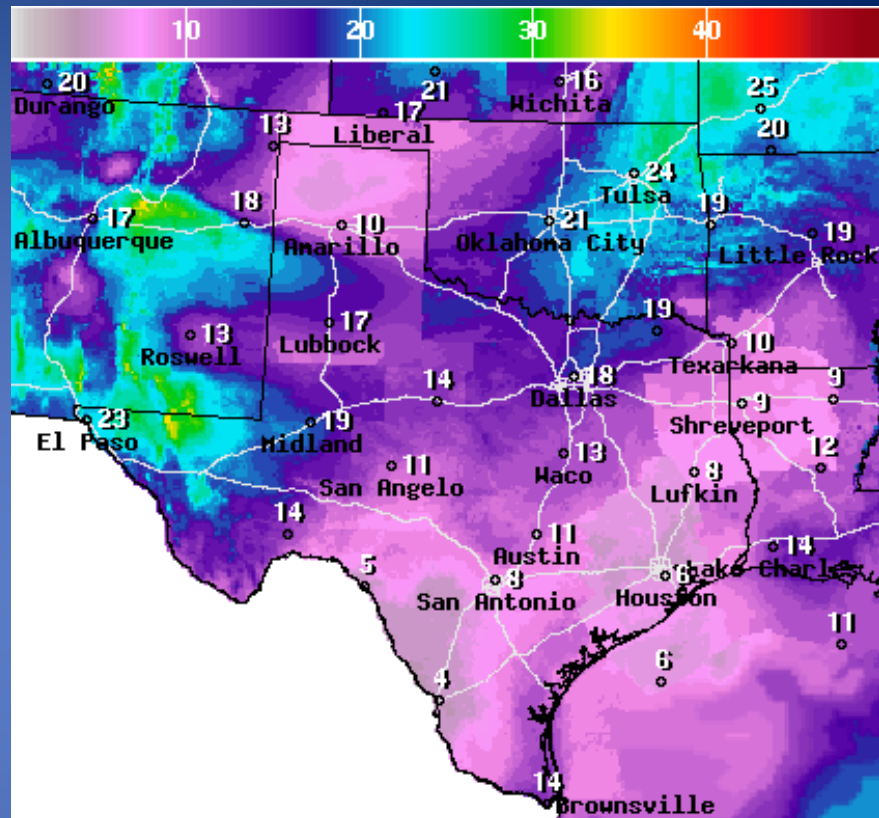 10 20 30 40
20 21 16 25
Durango 17 Wichita
Liberal
13 20
24
Tulsa
17 18 10 21 19 19
Albuquerque Amarillo Oklahoma City Little Rock
13 17 19 10
Roswell Lubbock Texarkana
14 18 9 9
Dallas Shreveport
23 19
El Paso Midland
11 13 8 12
San Angelo Waco Lufkin
14 11 14
Austin
5 8 6 Lake Charles
San Antonio Houston
11
4 6
14
Brownsville